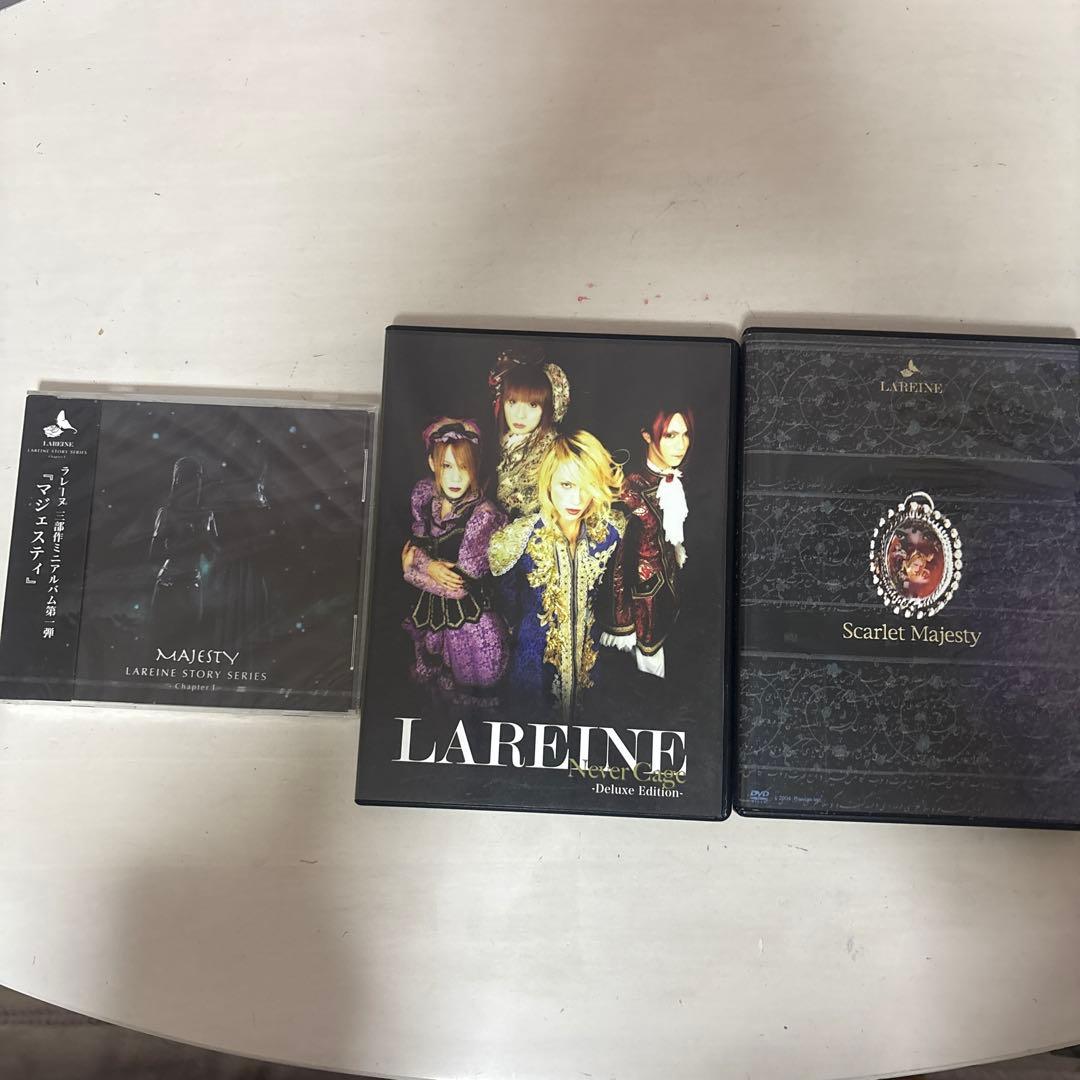 LAREINE
LAREINE STORY SERIES
Chapter I
ラレーヌ 三部作ミニアルバム第一弾
『マジェスティ』
MAJESTY
LAREINE STORY SERIES
- Chapter I -
LAREINE
Never Cage
-Deluxe Edition-
LAREINE
Scarlet Majesty
DVD
2004